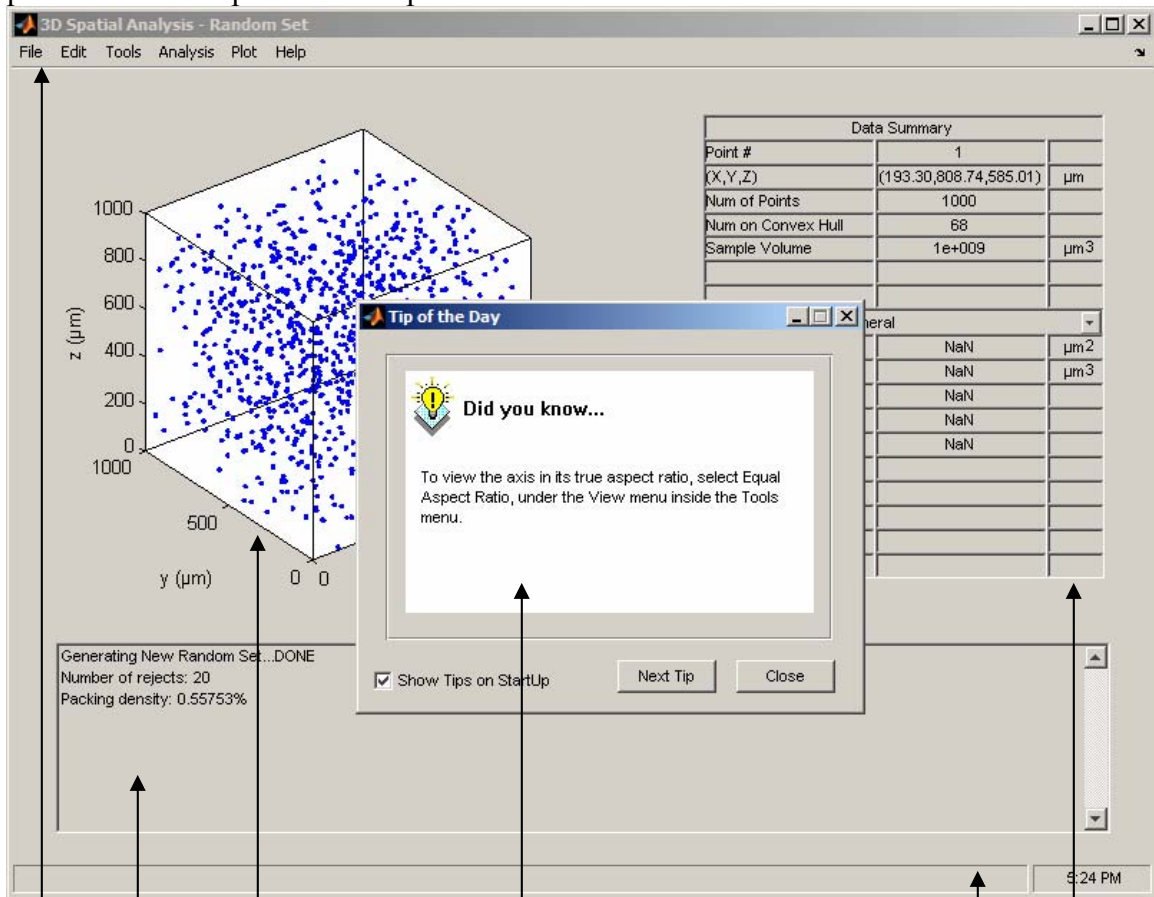 3D Spatial Analysis - Random Set
File Edit Tools Analysis Plot Help
Data Summary
Point # 1
(X,Y,Z) (193.30,808.74,585.01) µm
Num of Points 1000
Num on Convex Hull 68
Sample Volume 1e+009 µm3
NaN µm2
NaN µm3
NaN
NaN
NaN
1000
800
600
400
200
0
z (µm)
1000
500
0 0
y (µm)
Tip of the Day
Did you know...
To view the axis in its true aspect ratio, select Equal
Aspect Ratio, under the View menu inside the Tools
menu.
Show Tips on StartUp Next Tip Close
Generating New Random Set...DONE
Number of rejects: 20
Packing density: 0.55753%
5:24 PM